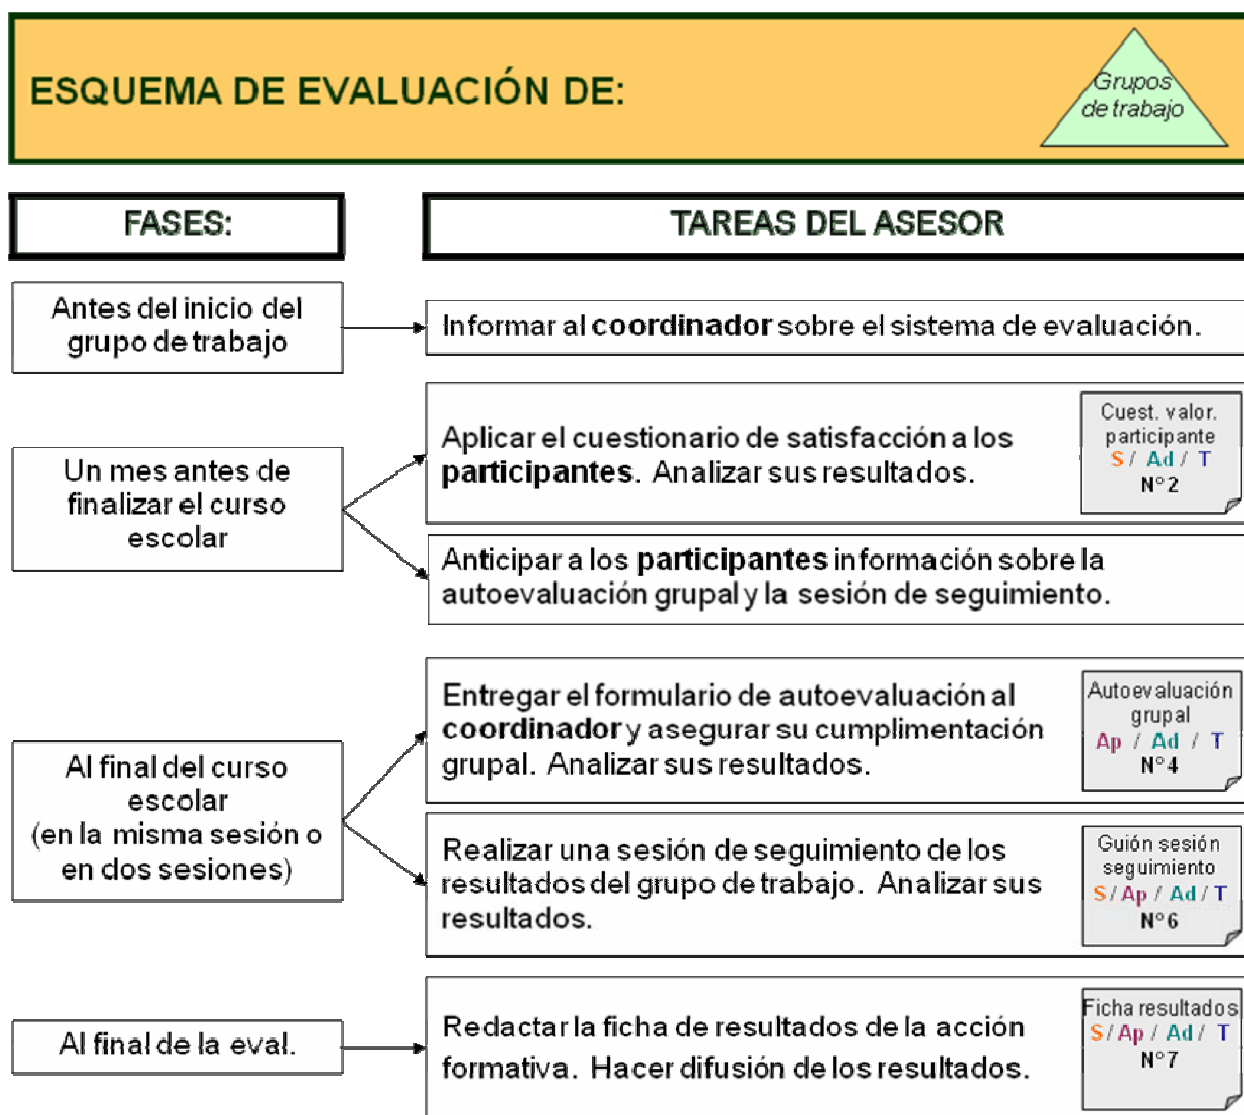 ESQUEMA DE EVALUACIÓN DE:
Grupos
de trabajo
FASES:
TAREAS DEL ASESOR
Antes del inicio del
grupo de trabajo
Informar al coordinador sobre el sistema de evaluación.
Un mes antes de
finalizar el curso
escolar
Aplicar el cuestionario de satisfacción a los
participantes. Analizar sus resultados.
Cuest. valor.
participante
S / Ad / T
Nº2
Anticipar a los participantes información sobre la
autoevaluación grupal y la sesión de seguimiento.
Al final del curso
escolar
(en la misma sesión o
en dos sesiones)
Entregar el formulario de autoevaluación al
coordinador y asegurar su cumplimentación
grupal. Analizar sus resultados.
Autoevaluación
grupal
Ap / Ad / T
Nº4
Realizar una sesión de seguimiento de los
resultados del grupo de trabajo. Analizar sus
resultados.
Guión sesión
seguimiento
S/ Ap / Ad / T
Nº6
Al final de la eval.
Redactar la ficha de resultados de la acción
formativa. Hacer difusión de los resultados.
Ficha resultados
S/ Ap / Ad / T
Nº7